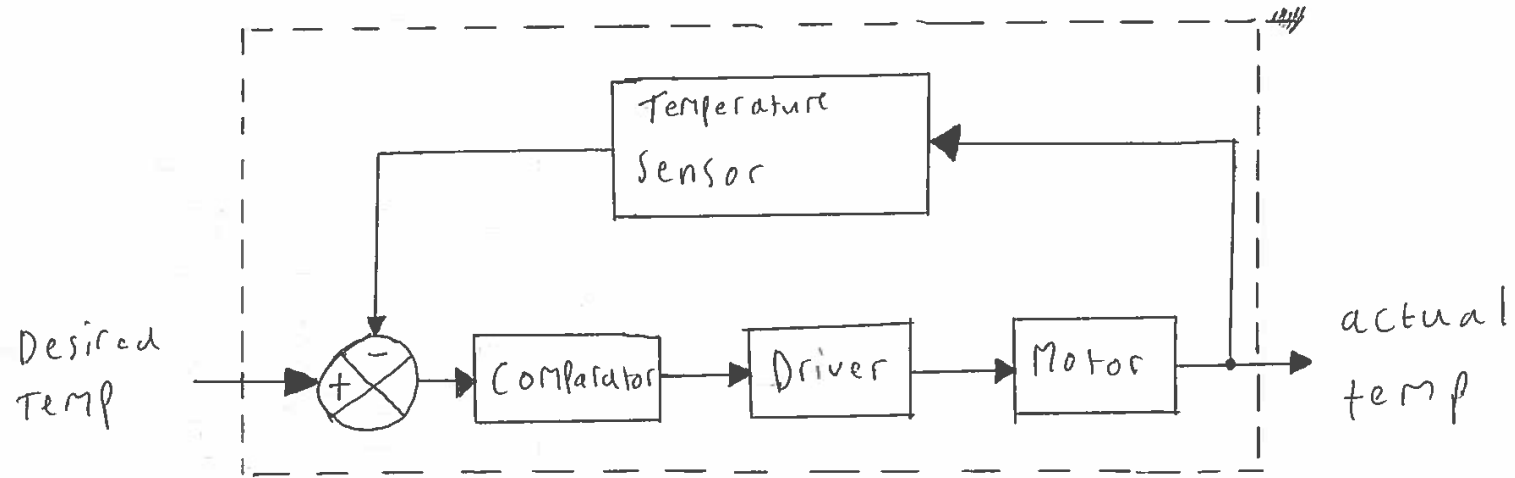 Temperature
Sensor
Desired
Temp
-
+
Comparator
Driver
Motor
actual
temp